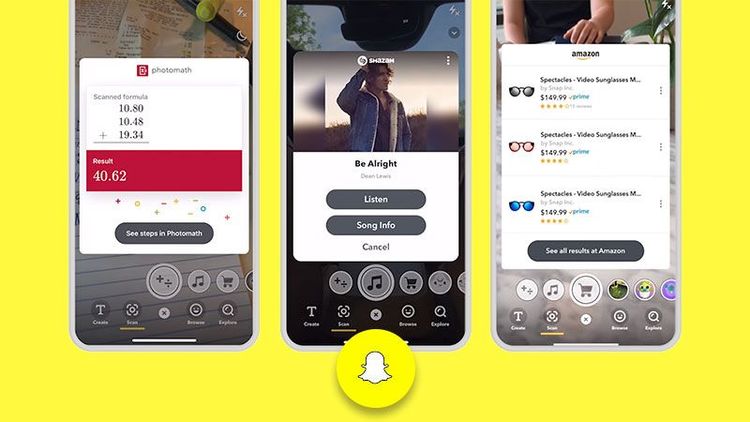 photomath
Scanned formula
10.80
10.48
+ 19.34
Result
40.62
See steps in Photomath
Create
Scan
Browse
Explore
SHAZAM
Be Alright
Dean Lewis
Listen
Song Info
Cancel
Create
Scan
Browse
Explore
amazon
Spectacles - Video Sunglasses M...
by Snap Inc.
$149.99 prime
11 reviews
Spectacles - Video Sunglasses M...
by Snap Inc.
$149.99 prime
Spectacles - Video Sunglasses M...
by Snap Inc.
$149.99 prime
See all results at Amazon
Create
Scan
Browse
Explore